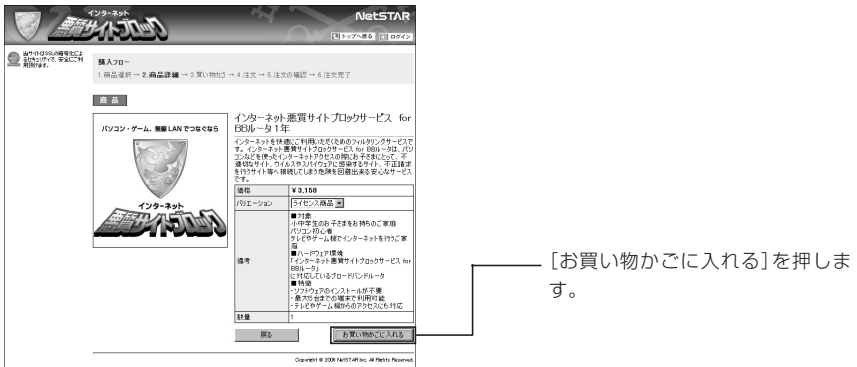 インターネット
悪質サイトブロック
NetSTAR
トップへ戻る ログイン
当サイトはSSLの暗号化によ
るセキュリティで、安全にご利
用頂けます。
購入フロー
1.商品選択 → 2.商品詳細 → 3.買い物かご → 4.注文 → 5.注文の確認 → 6.注文完了
商 品
パソコン・ゲーム、無線LANでつなぐなら
インターネット
悪質サイトブロック
インターネット悪質サイトブロックサービス for
BBルータ1年
インターネットを快適にご利用いただくためのフィルタリングサービスで
す。インターネット悪質サイトブロックサービス for BBルータは、パソ
コンなどを使ったインターネットアクセスの際にお子さまにとって、不
適切なサイト、ウイルスやスパイウェアに感染するサイト、不正請求
を行うサイト等へ接続してしまう危険を回避出来る安心なサービス
です。
価格 ¥3,150
バリエーション ライセンス商品
備考
■対象
小中学生のお子さまをお持ちのご家庭
パソコン初心者
テレビやゲーム機でインターネットを行うご家
庭
■ハードウェア環境
「インターネット悪質サイトブロックサービス for
BBルータ」
に対応しているブロードバンドルータ
■特徴
・ソフトウェアのインストールが不要
・最大5台までの端末で利用可能
・テレビやゲーム機からのアクセスにも対応
数量 1
戻る お買い物かごに入れる
Copyright © 2006 NetSTAR Inc. All Rights Reserved.
[お買い物かごに入れる]を押しま
す。